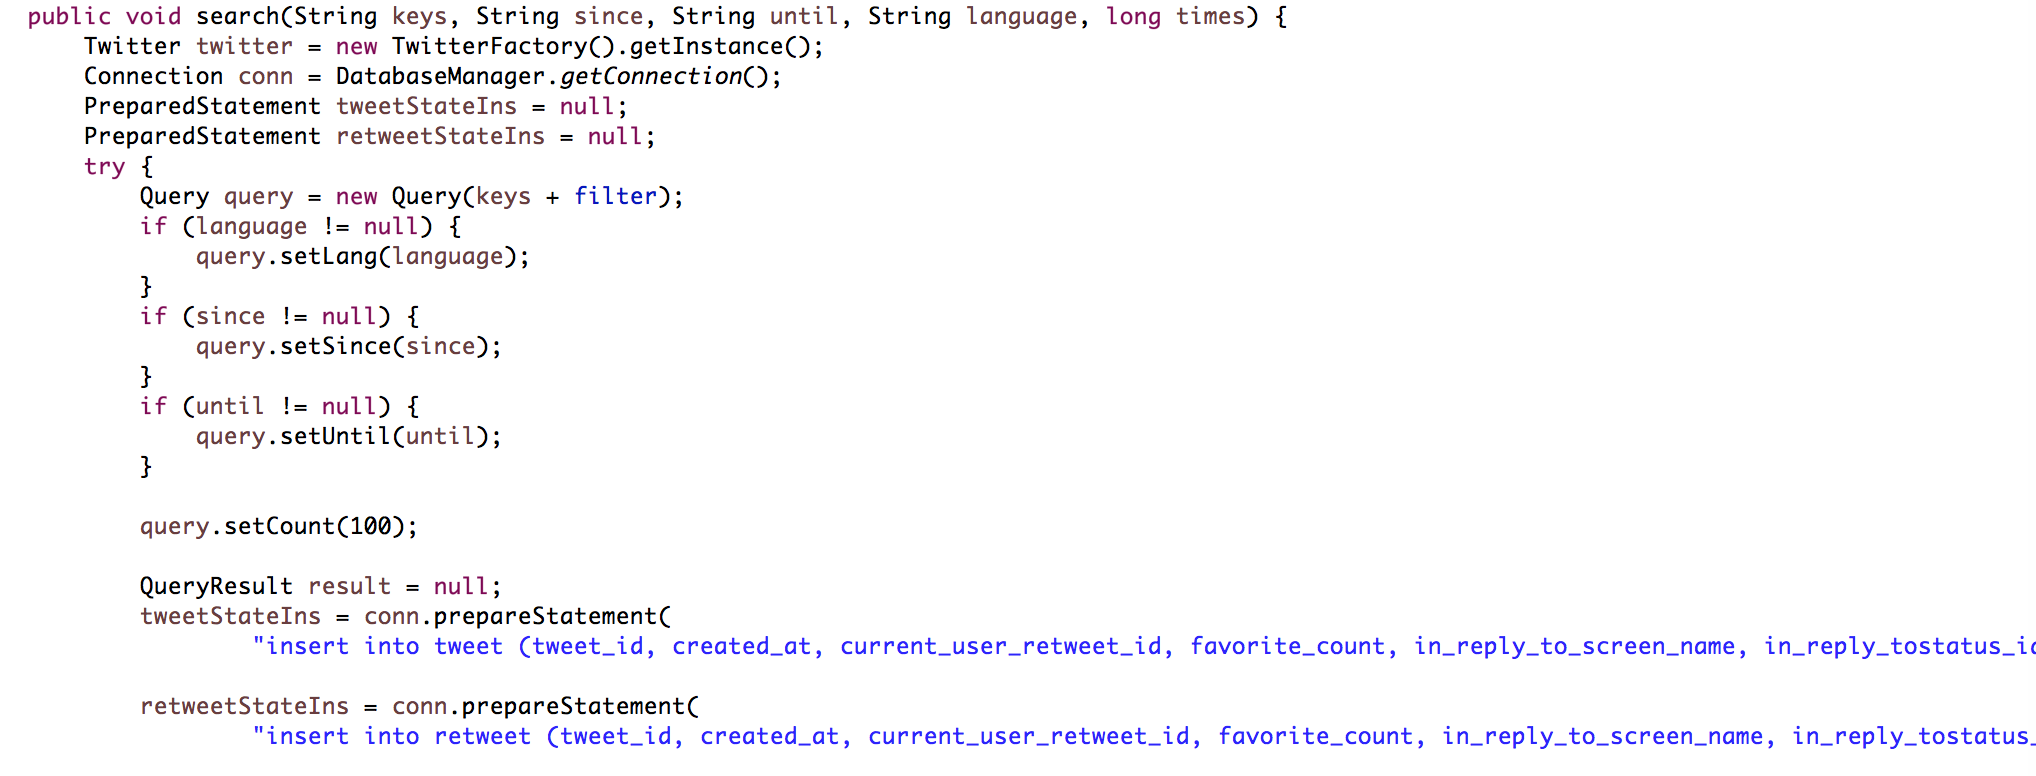 public void search(String keys, String since, String until, String language, long times) {
Twitter twitter = new TwitterFactory().getInstance();
Connection conn = DatabaseManager.getConnection();
PreparedStatement tweetStateIns = null;
PreparedStatement retweetStateIns = null;
try {
Query query = new Query(keys + filter);
if (language != null) {
query.setLang(language);
}
if (since != null) {
query.setSince(since);
}
if (until != null) {
query.setUntil(until);
}
query.setCount(100);
QueryResult result = null;
tweetStateIns = conn.prepareStatement(
"insert into tweet (tweet_id, created_at, current_user_retweet_id, favorite_count, in_reply_to_screen_name, in_reply_tostatus_id
retweetStateIns = conn.prepareStatement(
"insert into retweet (tweet_id, created_at, current_user_retweet_id, favorite_count, in_reply_to_screen_name, in_reply_tostatus_